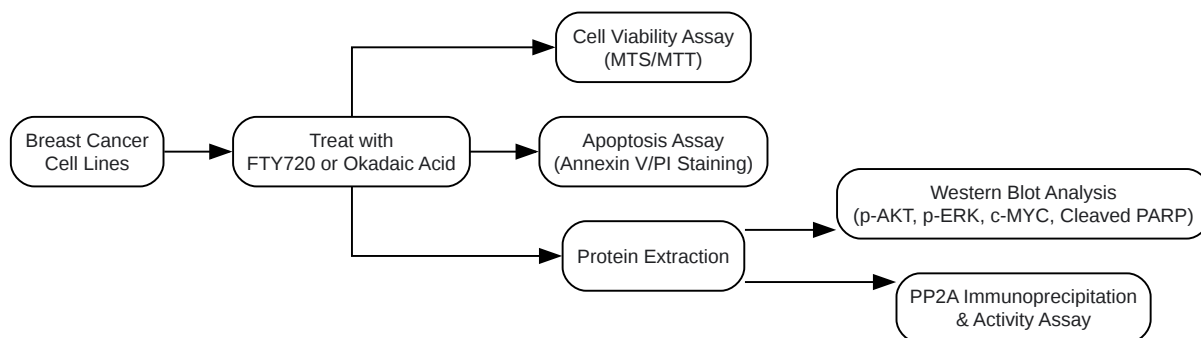 Breast Cancer
Cell Lines
Treat with
FTY720 or Okadaic Acid
Cell Viability Assay
(MTS/MTT)
Apoptosis Assay
(Annexin V/PI Staining)
Protein Extraction
Western Blot Analysis
(p-AKT, p-ERK, c-MYC, Cleaved PARP)
PP2A Immunoprecipitation
& Activity Assay